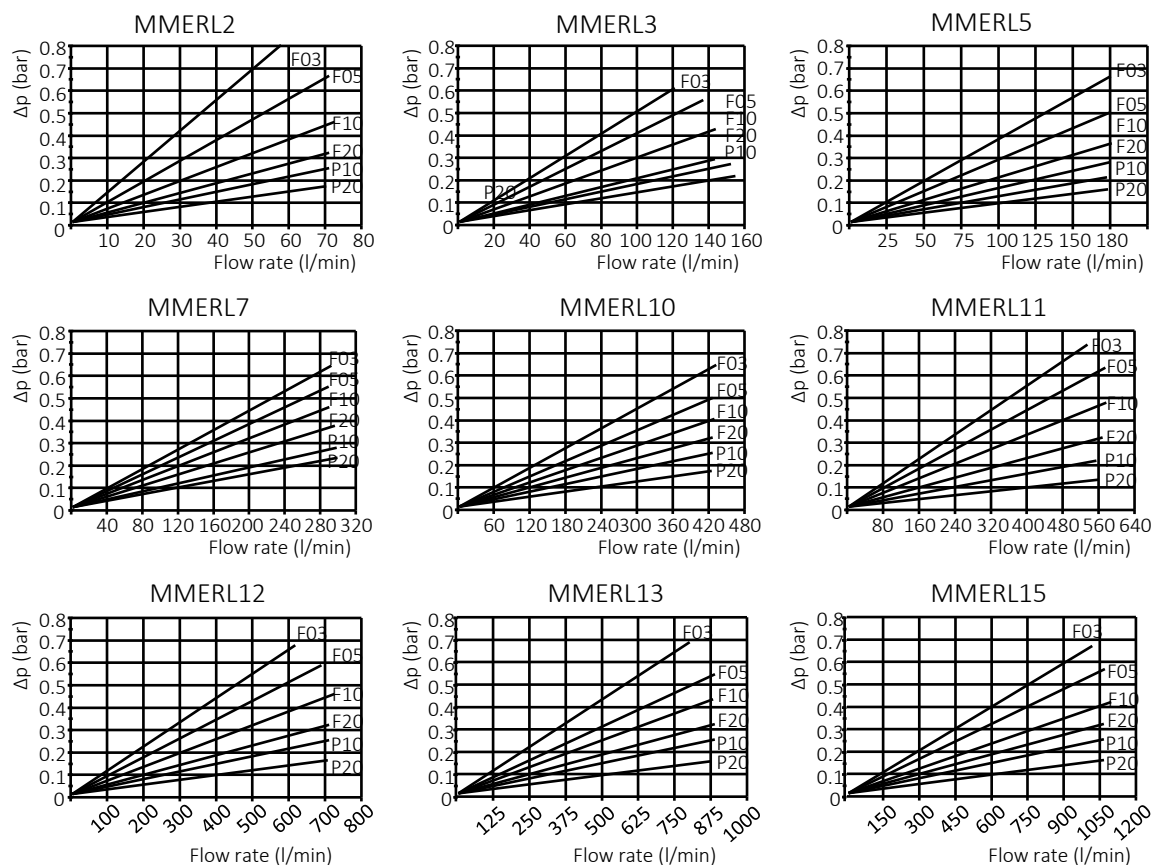 MMERL2
Δp (bar)
0.8
0.7
0.6
0.5
0.4
0.3
0.2
0.1
0
F03
F05
F10
F20
P10
P20
10 20 30 40 50 60 70 80
Flow rate (l/min)
MMERL3
Δp (bar)
0.8
0.7
0.6
0.5
0.4
0.3
0.2
0.1
0
F03
F05
F10
F20
P10
P20
20 40 60 80 100 120 140 160
Flow rate (l/min)
MMERL5
Δp (bar)
0.8
0.7
0.6
0.5
0.4
0.3
0.2
0.1
0
F03
F05
F10
F20
P10
P20
25 50 75 100 125 150 180
Flow rate (l/min)
MMERL7
Δp (bar)
0.8
0.7
0.6
0.5
0.4
0.3
0.2
0.1
0
F03
F05
F10
F20
P10
P20
40 80 120 160 200 240 280 320
Flow rate (l/min)
MMERL10
Δp (bar)
0.8
0.7
0.6
0.5
0.4
0.3
0.2
0.1
0
F03
F05
F10
F20
P10
P20
60 120 180 240 300 360 420 480
Flow rate (l/min)
MMERL11
Δp (bar)
0.8
0.7
0.6
0.5
0.4
0.3
0.2
0.1
0
F03
F05
F10
F20
P10
P20
80 160 240 320 400 480 560 640
Flow rate (l/min)
MMERL12
Δp (bar)
0.8
0.7
0.6
0.5
0.4
0.3
0.2
0.1
0
F03
F05
F10
F20
P10
P20
100 200 300 400 500 600 700 800
Flow rate (l/min)
MMERL13
Δp (bar)
0.8
0.7
0.6
0.5
0.4
0.3
0.2
0.1
0
F03
F05
F10
F20
P10
P20
125 250 375 500 625 750 875 1000
Flow rate (l/min)
MMERL15
Δp (bar)
0.8
0.7
0.6
0.5
0.4
0.3
0.2
0.1
0
F03
F05
F10
F20
P10
P20
150 300 450 600 750 900 1050 1200
Flow rate (l/min)